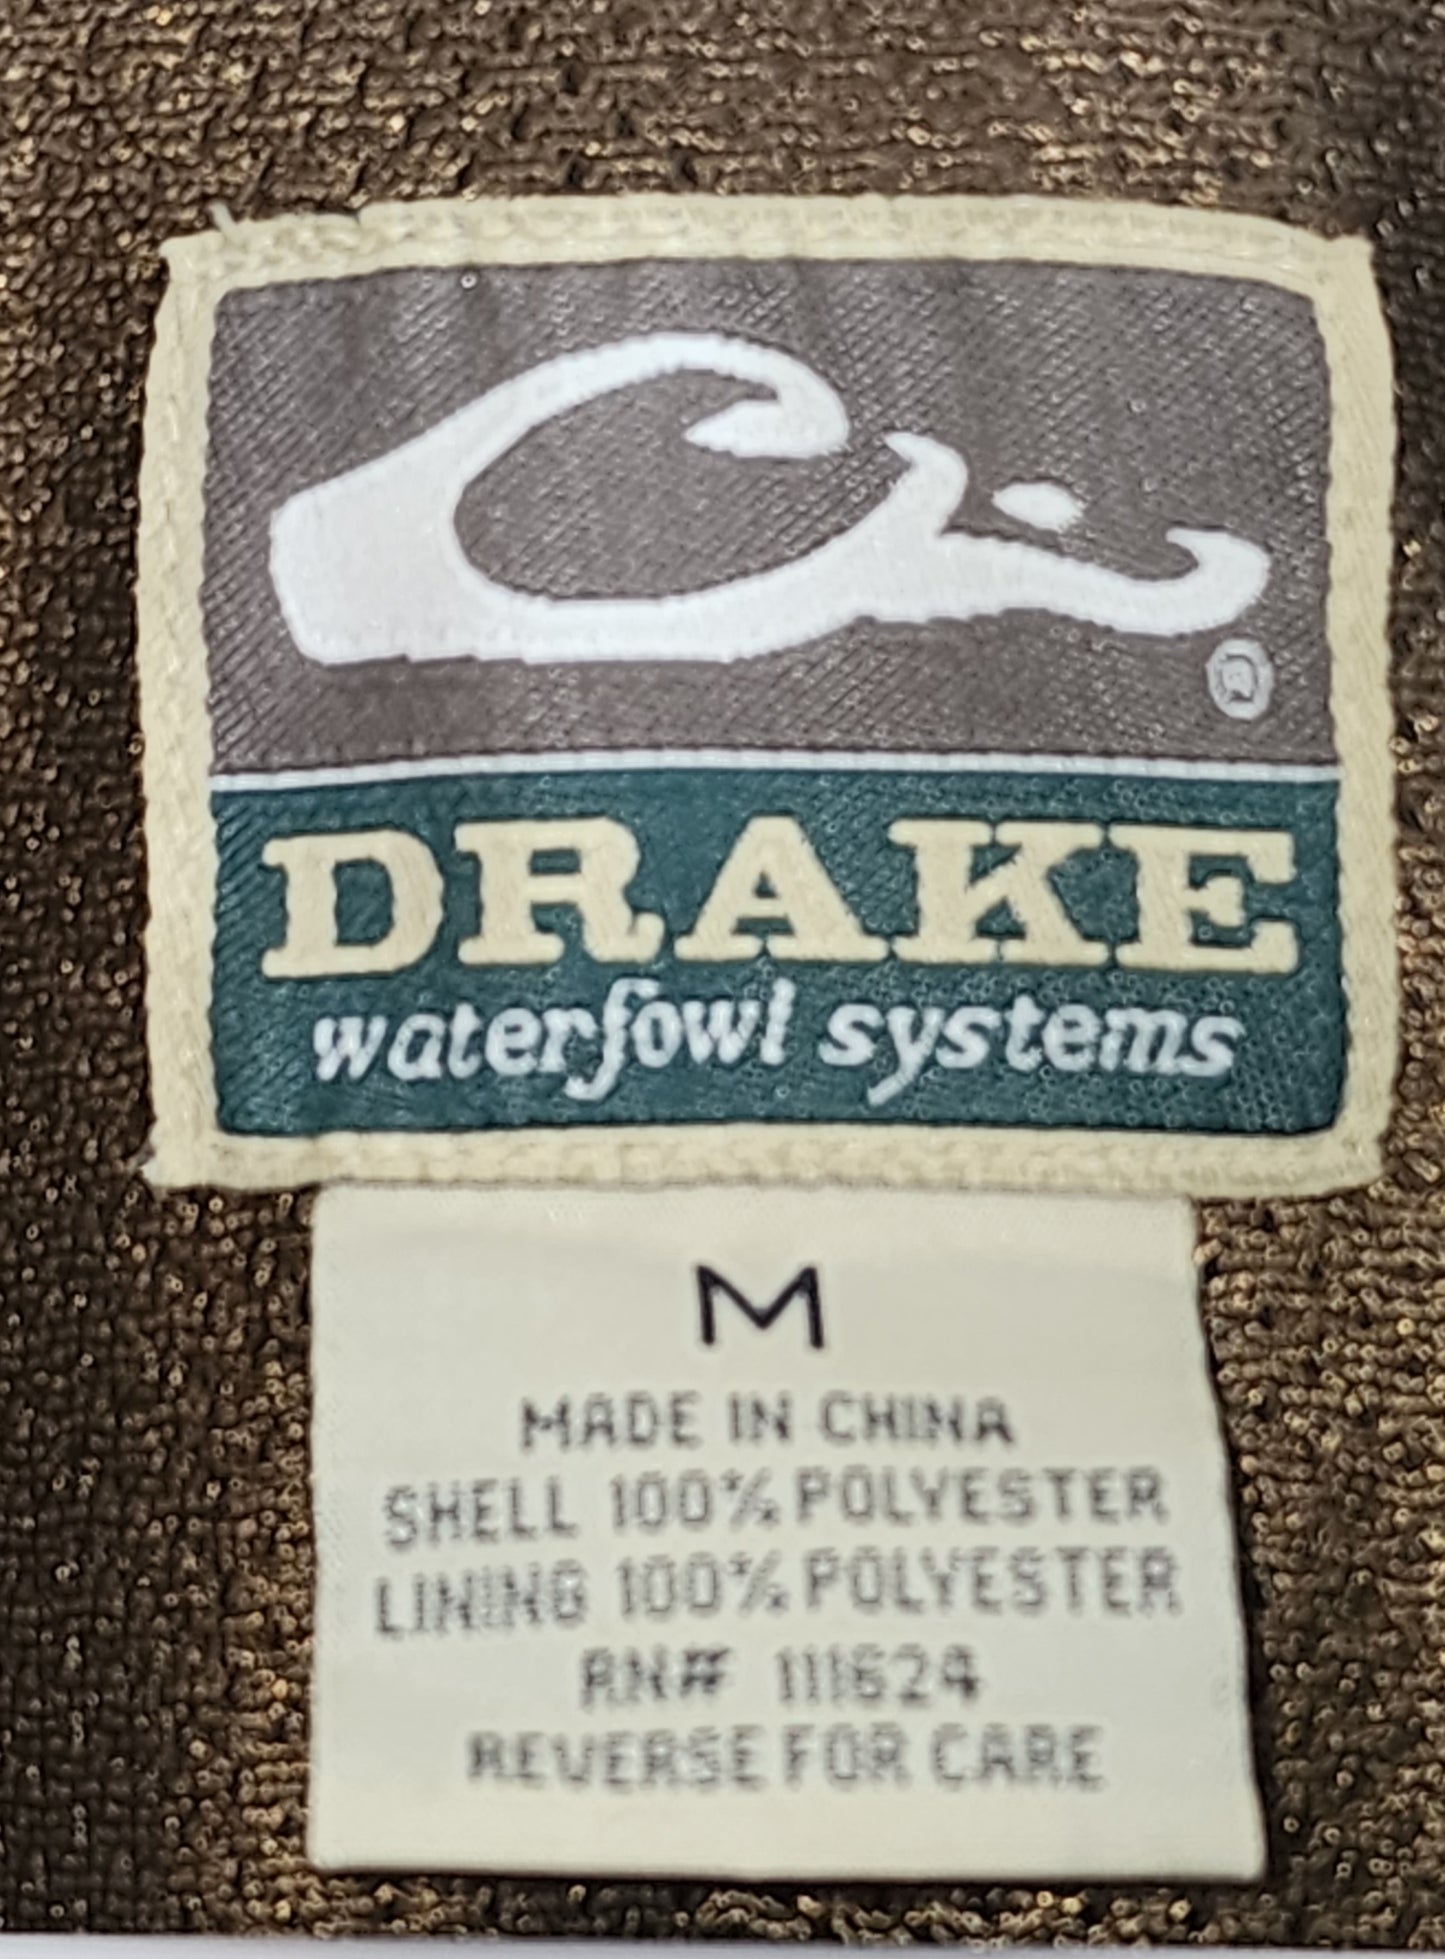 ®
DRAKE
waterfowl systems
M
MADE IN CHINA
SHELL 100% POLYESTER
LINING 100% POLYESTER
RN# 111624
REVERSE FOR CARE